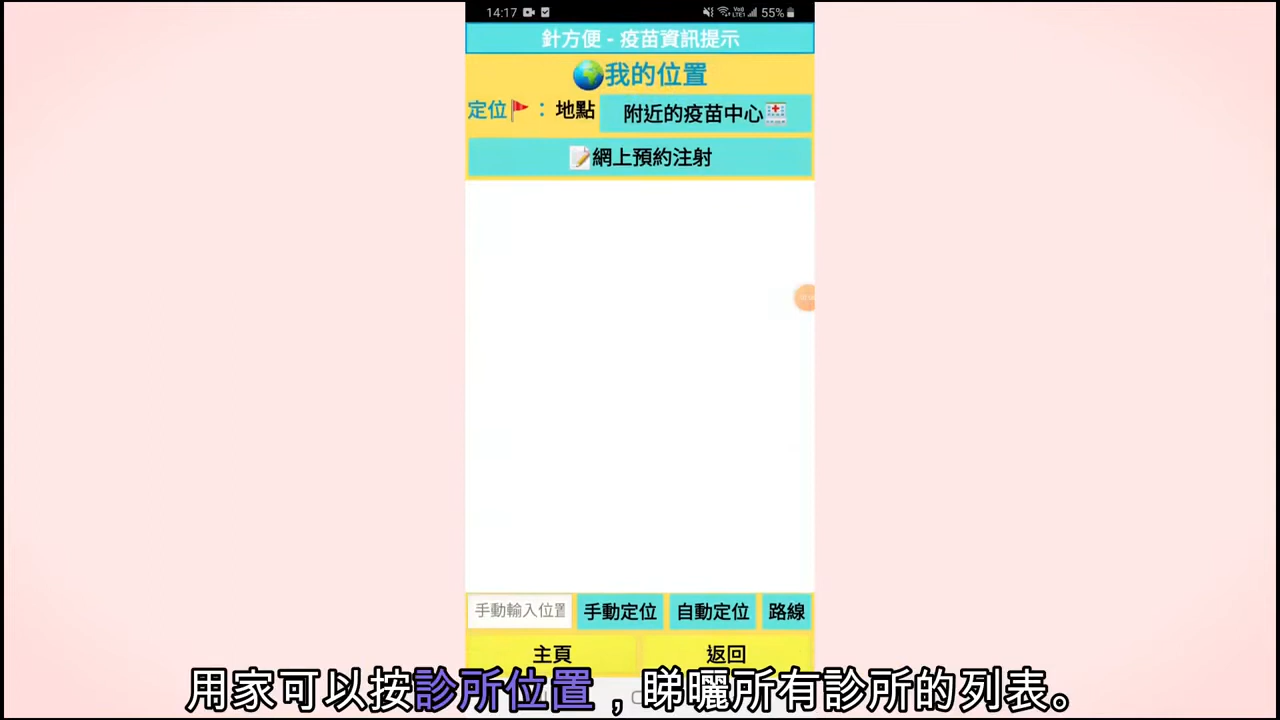 14:17 55%
針方便 - 疫苗資訊提示
我的位置
定位 : 地點 附近的疫苗中心
網上預約注射
手動輸入位置 手動定位 自動定位 路線
主頁 返回
用家可以按診所位置，睇曬所有診所的列表。